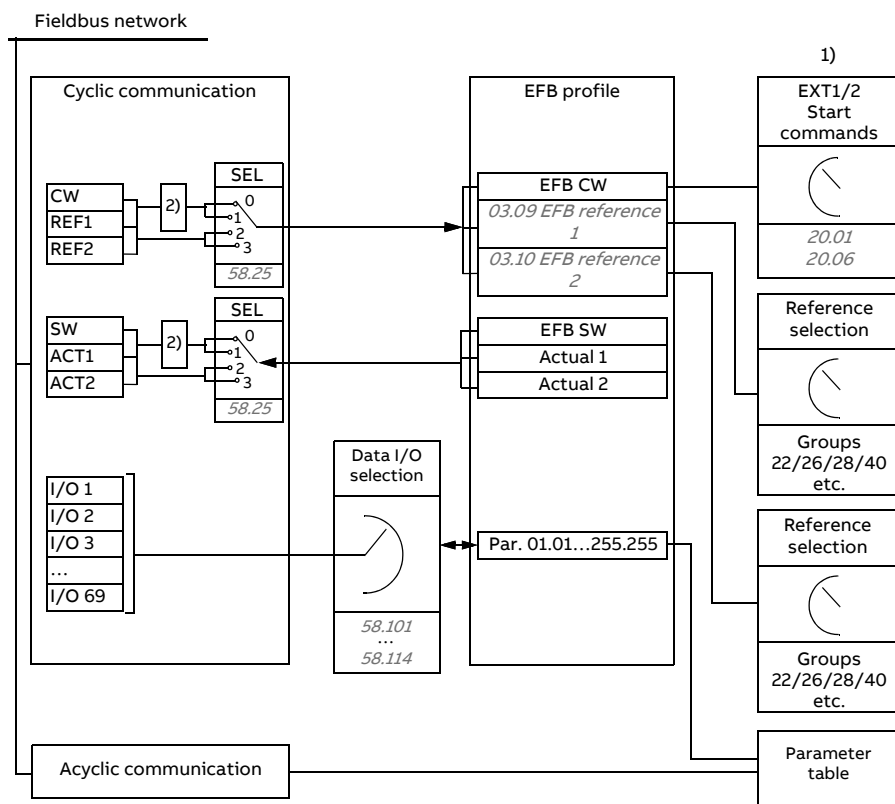 Fieldbus network
1)
Cyclic communication
EFB profile
EXT1/2
Start
commands
20.01
20.06
SEL
CW
REF1
REF2
2)
0
1
2
3
58.25
EFB CW
03.09 EFB reference
1
03.10 EFB reference
2
SEL
SW
ACT1
ACT2
2)
0
1
2
3
58.25
EFB SW
Actual 1
Actual 2
Reference
selection
Groups
22/26/28/40
etc.
I/O 1
I/O 2
I/O 3
...
I/O 69
Data I/O
selection
58.101
...
58.114
Par. 01.01...255.255
Reference
selection
Groups
22/26/28/40
etc.
Acyclic communication
Parameter
table